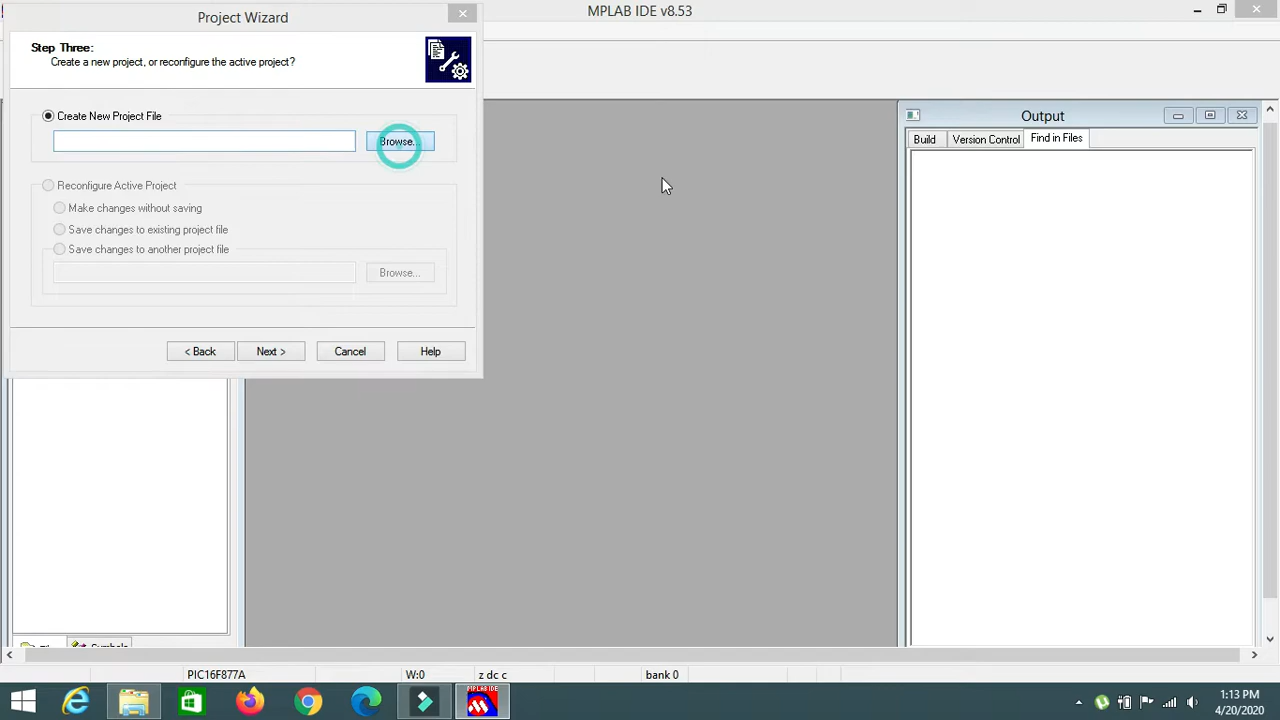 Project Wizard
MPLAB IDE v8.53
Step Three:
Create a new project, or reconfigure the active project?
Create New Project File
Browse...
Reconfigure Active Project
Make changes without saving
Save changes to existing project file
Save changes to another project file
Browse...
< Back
Next >
Cancel
Help
Output
Build
Version Control
Find in Files
PIC16F877A
W:0
z dc c
bank 0
MPLAB IDE
1:13 PM
4/20/2020